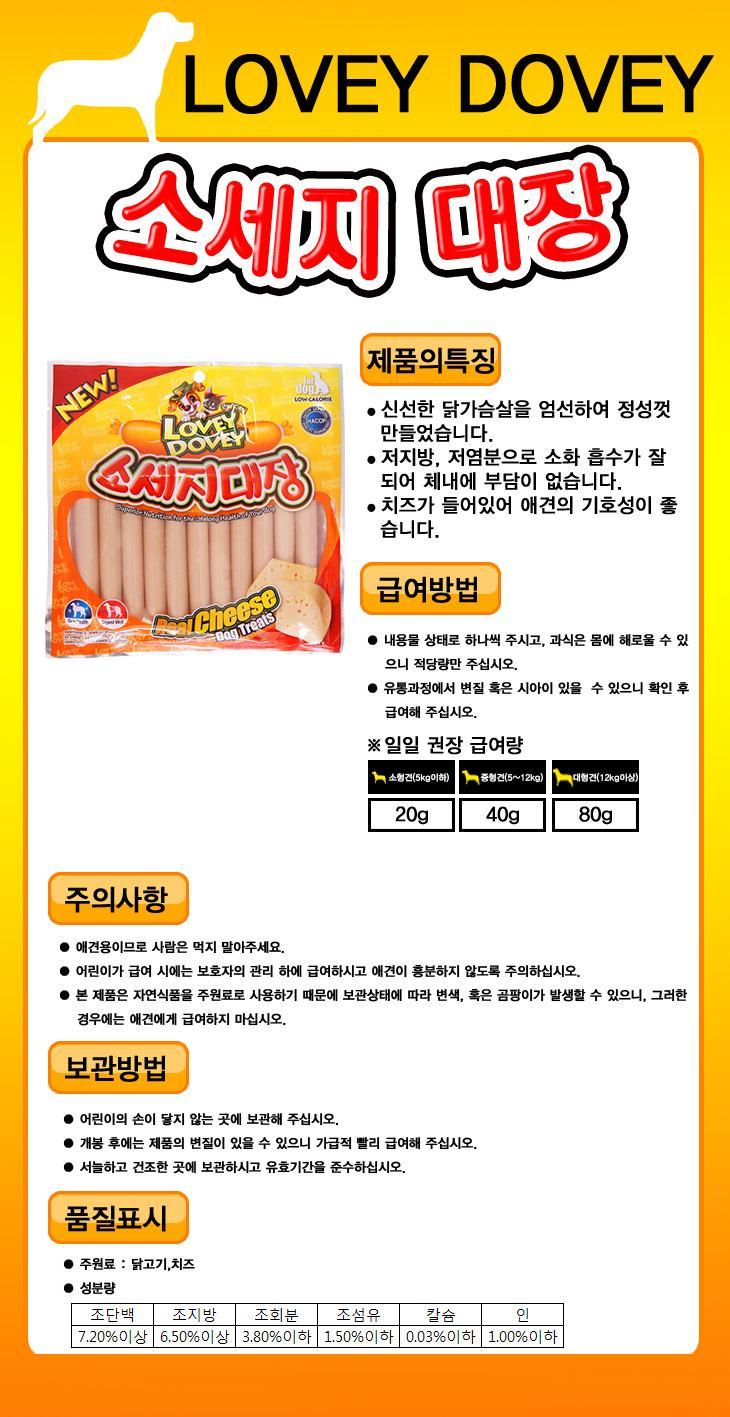 LOVEY DOVEY
소세지 대장
NEW!
for dog
LOW CALORIE
HACCP
LOVEY
DOVEY
소세지대장
Superior Nutrition for the Lifelong Health of Your dog
Real Cheese
Dog Treats
제품의특징
● 신선한 닭가슴살을 엄선하여 정성껏
만들었습니다.
● 저지방, 저염분으로 소화 흡수가 잘
되어 체내에 부담이 없습니다.
● 치즈가 들어있어 애견의 기호성이 좋
습니다.
급여방법
● 내용물 상태로 하나씩 주시고, 과식은 몸에 해로울 수 있
으니 적당량만 주십시오.
● 유통과정에서 변질 혹은 시아이 있을 수 있으니 확인 후
급여해 주십시오.
※일일 권장 급여량
소형견(5kg이하) 중형견(5~12kg) 대형견(12kg이상)
20g 40g 80g
주의사항
● 애견용이므로 사람은 먹지 말아주세요.
● 어린이가 급여 시에는 보호자의 관리 하에 급여하시고 애견이 흥분하지 않도록 주의하십시오.
● 본 제품은 자연식품을 주원료로 사용하기 때문에 보관상태에 따라 변색, 혹은 곰팡이가 발생할 수 있으니, 그러한
경우에는 애견에게 급여하지 마십시오.
보관방법
● 어린이의 손이 닿지 않는 곳에 보관해 주십시오.
● 개봉 후에는 제품의 변질이 있을 수 있으니 가급적 빨리 급여해 주십시오.
● 서늘하고 건조한 곳에 보관하시고 유효기간을 준수하십시오.
품질표시
● 주원료 : 닭고기,치즈
● 성분량
조단백 조지방 조회분 조섬유 칼슘 인
7.20%이상 6.50%이상 3.80%이하 1.50%이하 0.03%이하 1.00%이하